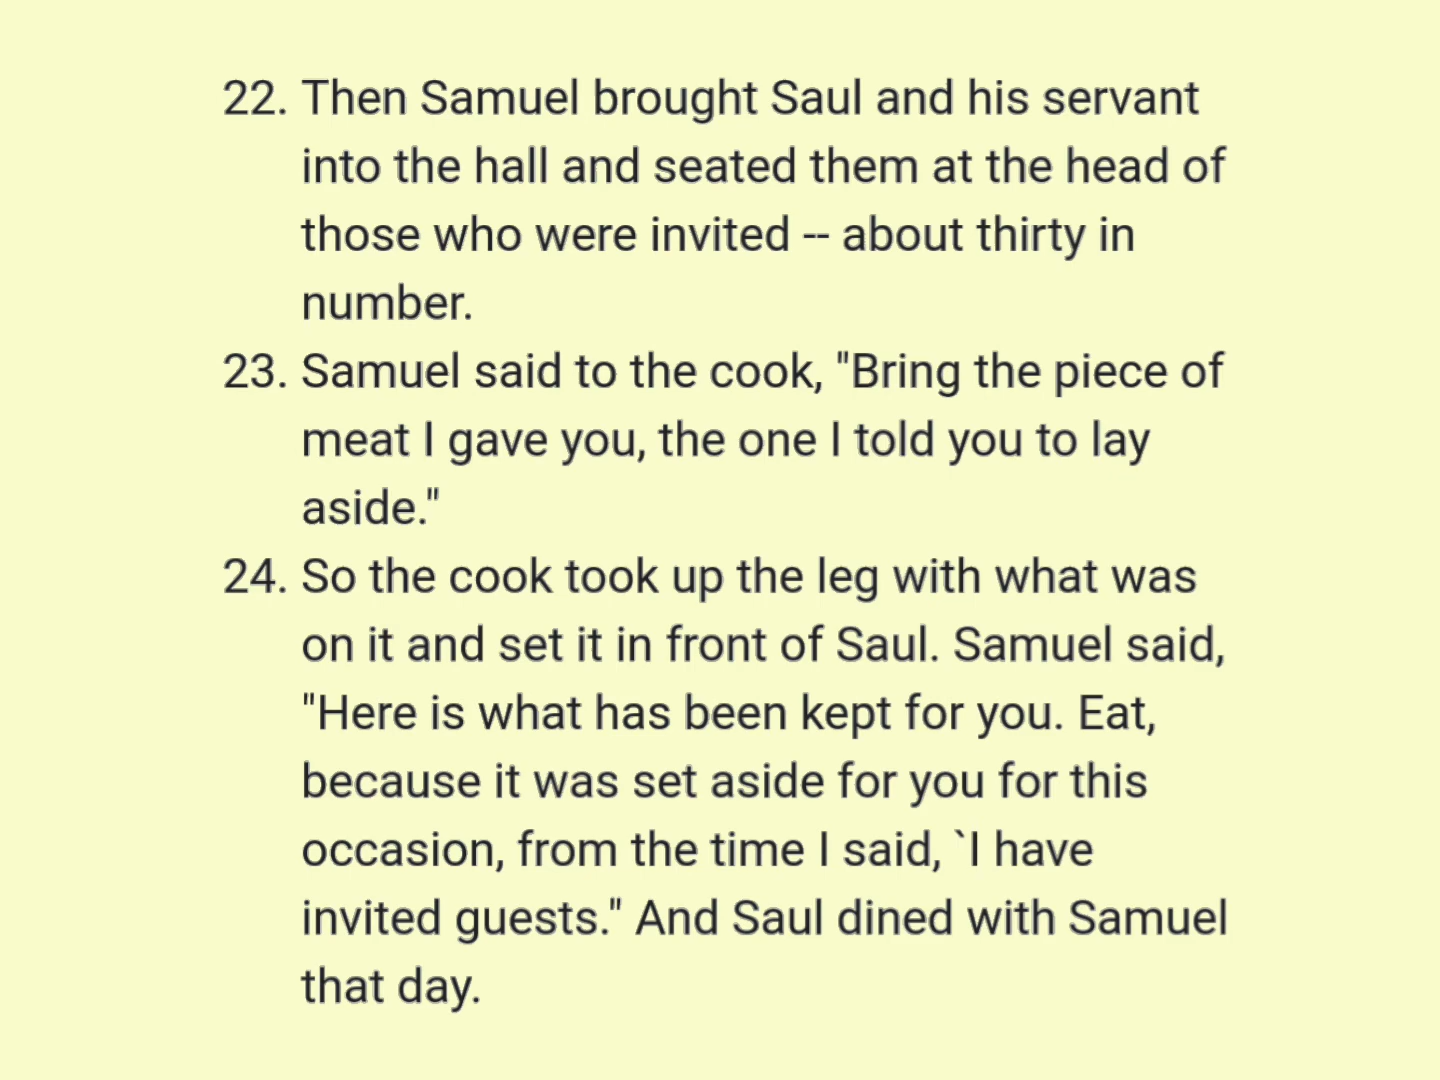 22. Then Samuel brought Saul and his servant
into the hall and seated them at the head of
those who were invited -- about thirty in
number.
23. Samuel said to the cook, "Bring the piece of
meat I gave you, the one I told you to lay
aside."
24. So the cook took up the leg with what was
on it and set it in front of Saul. Samuel said,
"Here is what has been kept for you. Eat,
because it was set aside for you for this
occasion, from the time I said, `I have
invited guests." And Saul dined with Samuel
that day.